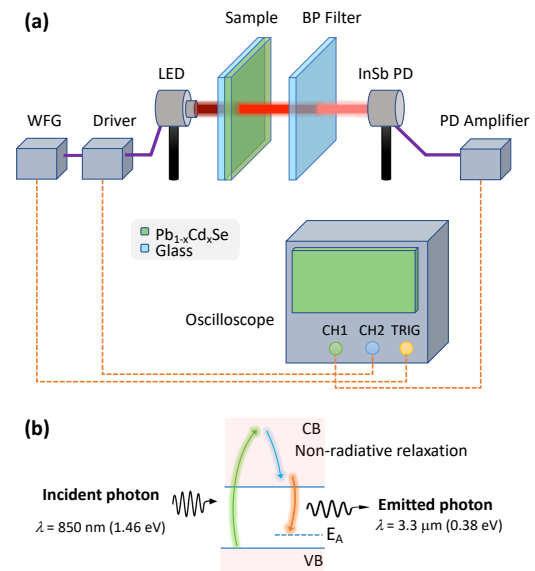 (a)
Sample
BP Filter
LED
InSb PD
WFG
Driver
PD Amplifier
Pb₁₋ₓCdₓSe
Glass
Oscilloscope
CH1 CH2 TRIG
(b)
CB
Non-radiative relaxation
Incident photon
λ = 850 nm (1.46 eV)
Emitted photon
λ = 3.3 μm (0.38 eV)
E_A
VB